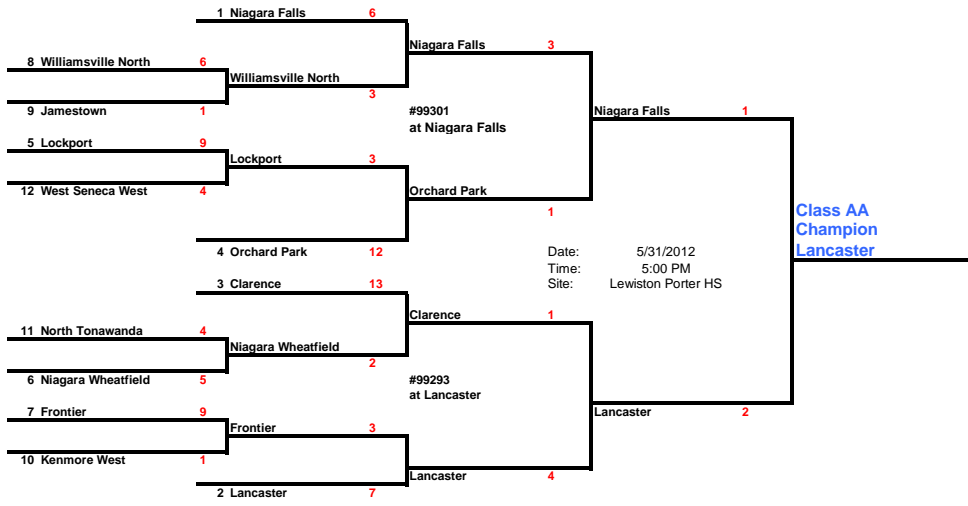 1 Niagara Falls 6
Niagara Falls 3
8 Williamsville North 6
Williamsville North
3
9 Jamestown 1
#99301
at Niagara Falls
Niagara Falls 1
5 Lockport 9
Lockport 3
12 West Seneca West 4
Orchard Park
1
4 Orchard Park 12
Class AA
Champion
Lancaster
Date: 5/31/2012
Time: 5:00 PM
Site: Lewiston Porter HS
3 Clarence 13
Clarence 1
11 North Tonawanda 4
Niagara Wheatfield
2
6 Niagara Wheatfield 5
#99293
at Lancaster
7 Frontier 9
Lancaster 2
Frontier 3
10 Kenmore West 1
Lancaster 4
2 Lancaster 7